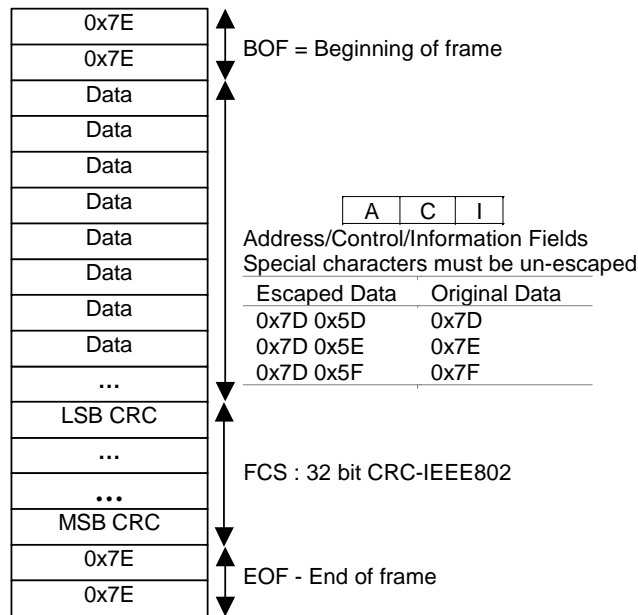 0x7E
0x7E
BOF = Beginning of frame
Data
Data
Data
Data
Data
Data
Data
Data
...
A C I
Address/Control/Information Fields
Special characters must be un-escaped
Escaped Data Original Data
0x7D 0x5D 0x7D
0x7D 0x5E 0x7E
0x7D 0x5F 0x7F
LSB CRC
...
...
MSB CRC
FCS : 32 bit CRC-IEEE802
0x7E
0x7E
EOF - End of frame